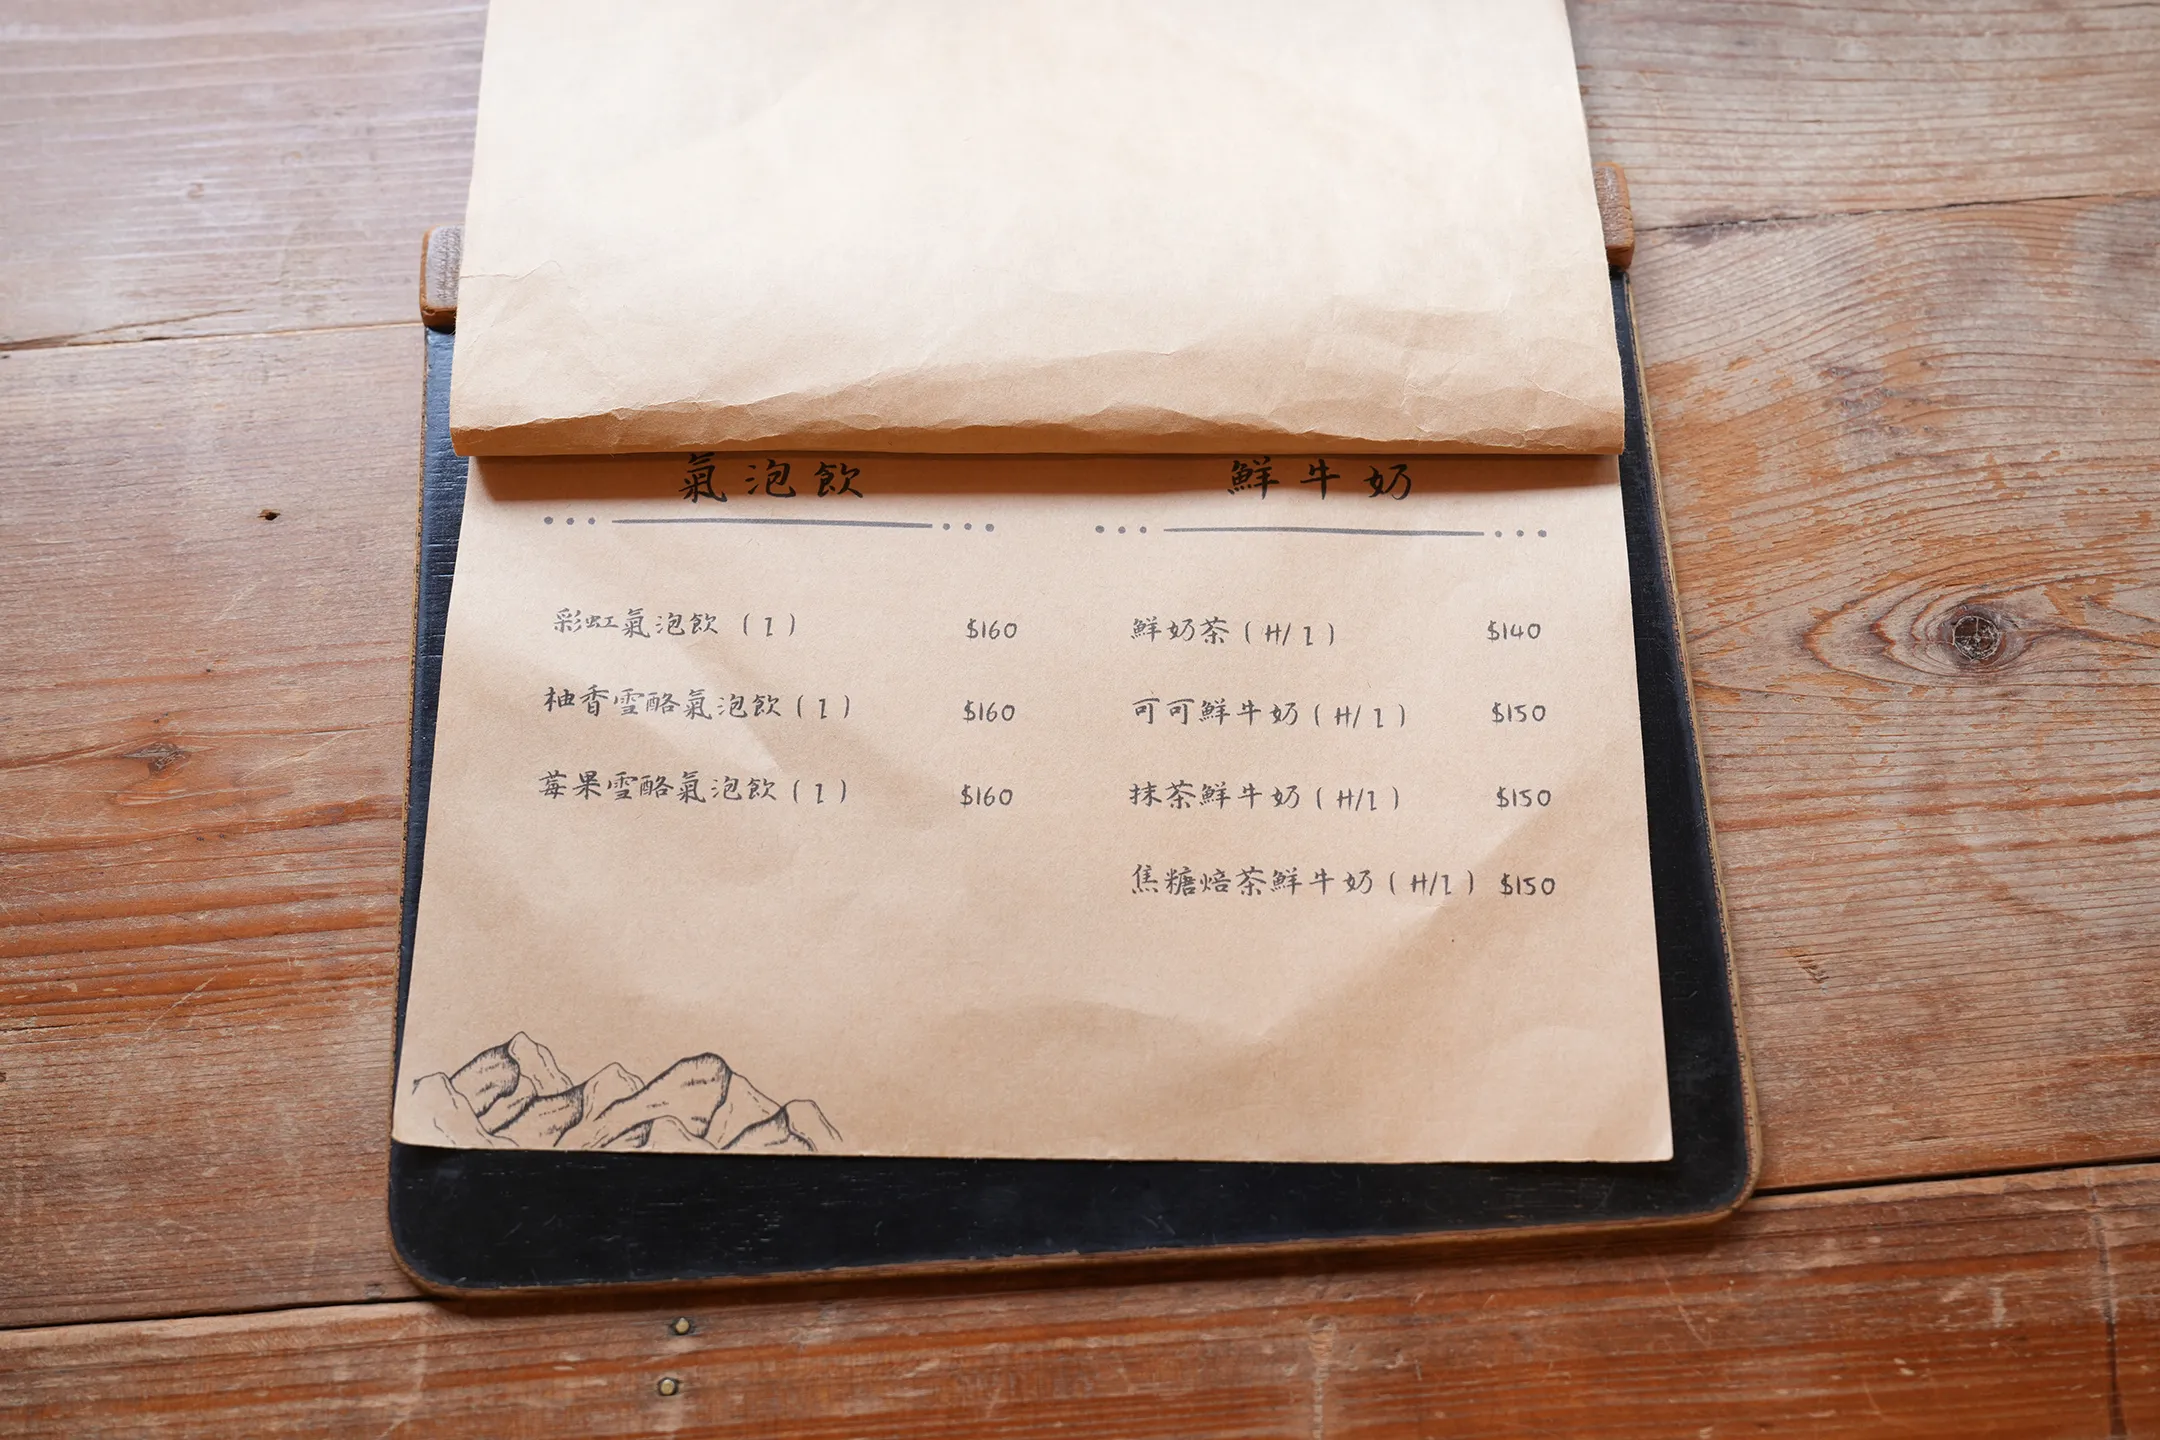 氣泡飲
彩虹氣泡飲 (I) $160
柚香雪酪氣泡飲 (I) $160
莓果雪酪氣泡飲 (I) $160
鮮牛奶
鮮奶茶 (H/I) $140
可可鮮牛奶 (H/I) $150
抹茶鮮牛奶 (H/I) $150
焦糖焙茶鮮牛奶 (H/I) $150